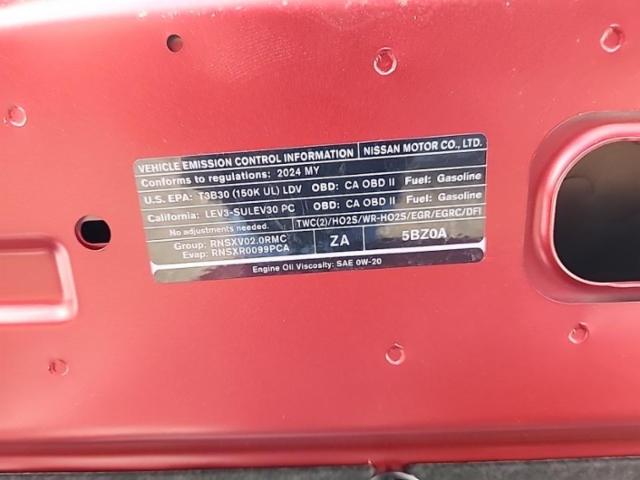 VEHICLE EMISSION CONTROL INFORMATION NISSAN MOTOR CO., LTD.
Conforms to regulations: 2024 MY
U.S. EPA: T3B30 (150K UL) LDV OBD: CA OBD II Fuel: Gasoline
California: LEV3-SULEV30 PC OBD: CA OBD II Fuel: Gasoline
No adjustments needed. TWC(2)/HO2S/WR-HO2S/EGR/EGRC/DFI
Group: RNSXV02.0RMC
Evap: RNSXR0099PCA
ZA 5BZ0A
Engine Oil Viscosity: SAE 0W-20